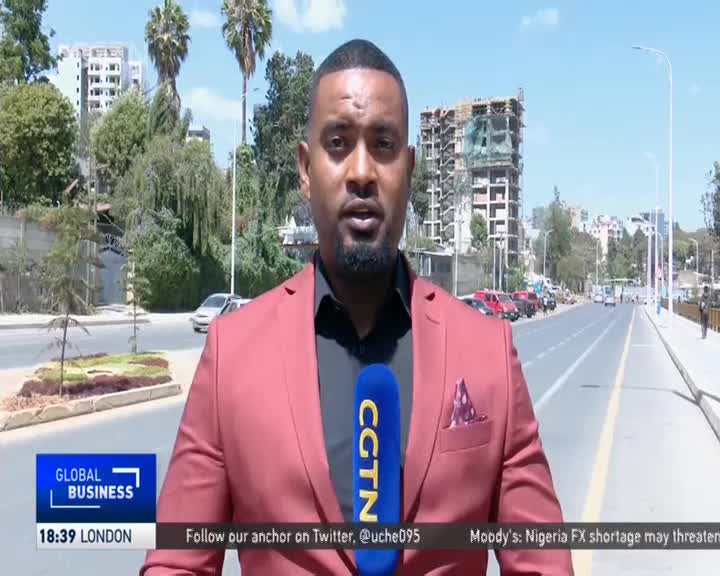 CGTN
GLOBAL
BUSINESS
18:39 LONDON
Follow our anchor on Twitter, @uche095
Moody's: Nigeria FX shortage may threaten